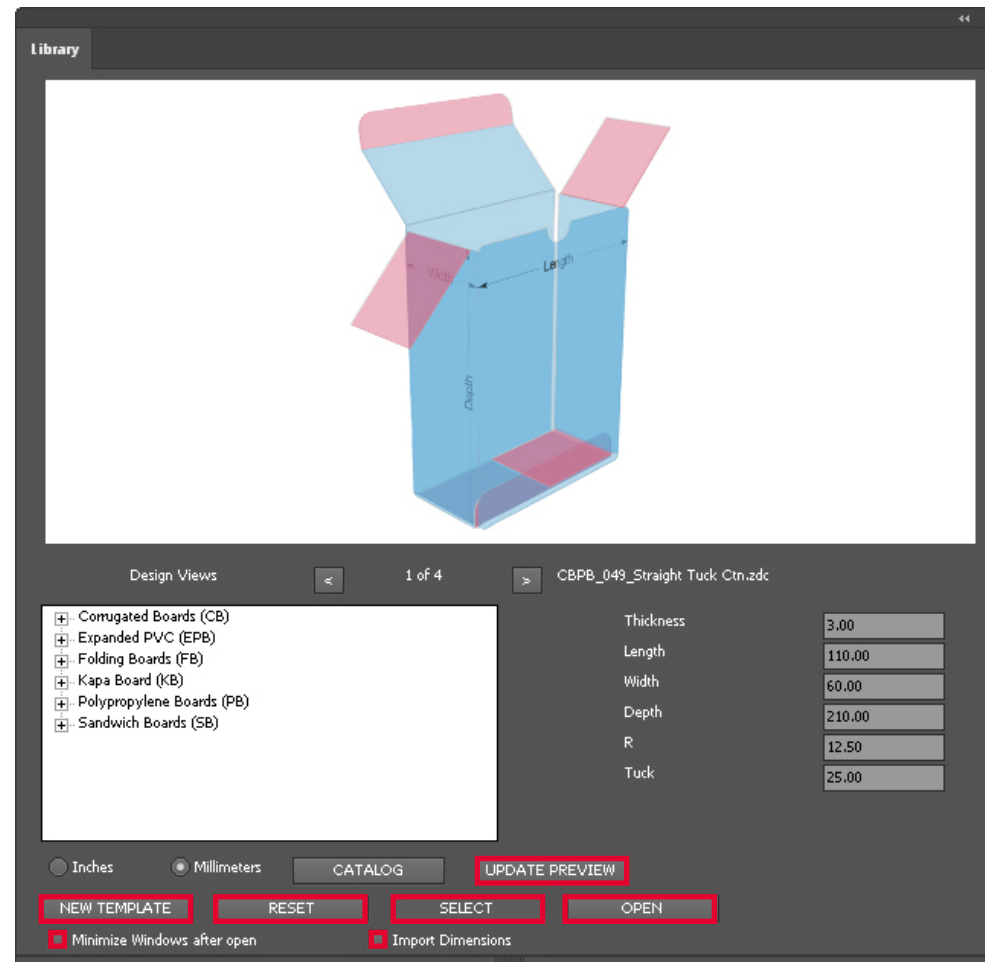 Library
Width
Length
Depth
Design Views
<
1 of 4
>
CBPB_049_Straight Tuck Ctn.zdc
Corrugated Boards (CB)
Expanded PVC (EPB)
Folding Boards (FB)
Kapa Board (KB)
Polypropylene Boards (PB)
Sandwich Boards (SB)
Thickness 3.00
Length 110.00
Width 60.00
Depth 210.00
R 12.50
Tuck 25.00
Inches Millimeters CATALOG UPDATE PREVIEW
NEW TEMPLATE RESET SELECT OPEN
Minimize Windows after open Import Dimensions